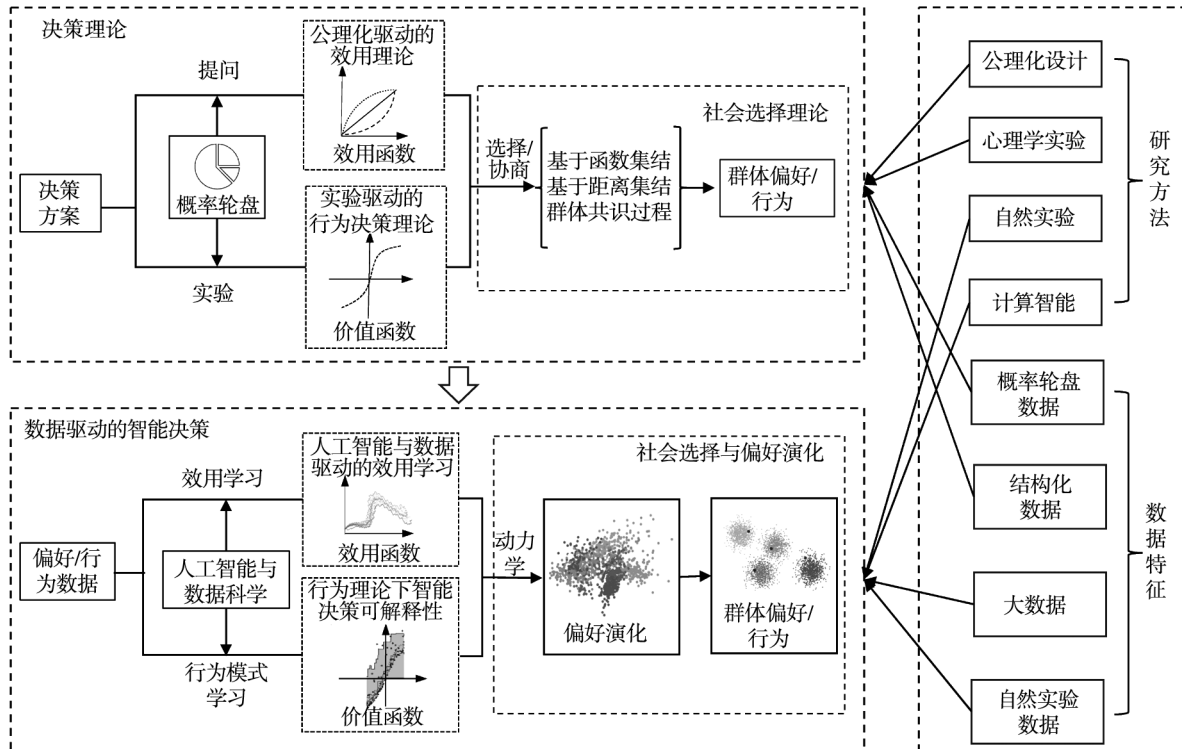 决策理论
提问
决策
方案
概率轮盘
实验
公理化驱动的
效用理论
效用函数
实验驱动的
行为决策理论
价值函数
社会选择理论
选择/
协商
基于函数集结
基于距离集结
群体共识过程
群体偏好/
行为
数据驱动的智能决策
效用学习
偏好/行
为数据
人工智能与
数据科学
行为模式
学习
人工智能与数据
驱动的效用学习
效用函数
行为理论下智能
决策可解释性
价值函数
社会选择与偏好演化
动力
学
偏好演化
群体偏好/
行为
公理化设计
心理学实验
自然实验
计算智能
研究方法
概率轮盘
数据
结构化
数据
大数据
自然实验
数据
数据特征